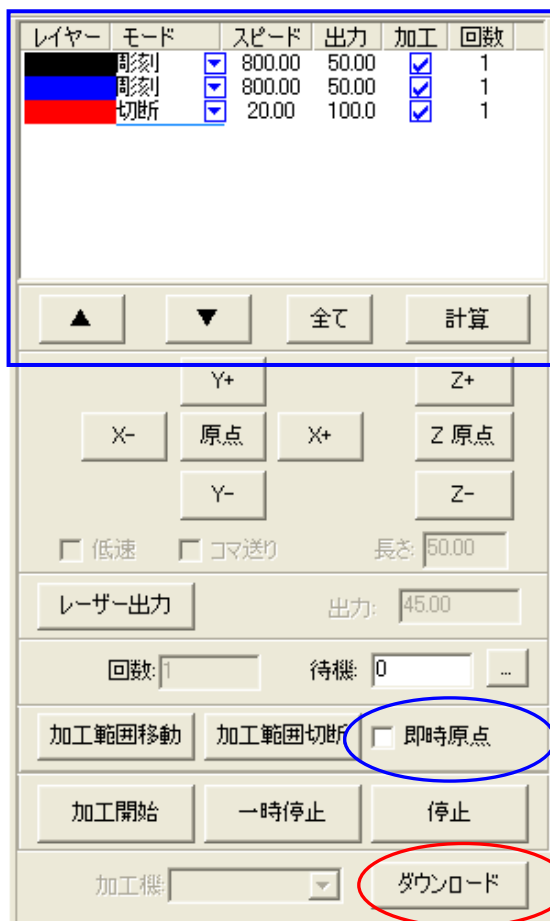 レイヤー モード スピード 出力 加工 回数
彫刻 800.00 50.00 1
彫刻 800.00 50.00 1
切断 20.00 100.0 1
▲ ▼ 全て 計算
Y+ Z+
X- 原点 X+ Z 原点
Y- Z-
低速 コマ送り 長さ: 50.00
レーザー出力 出力: 45.00
回数: 1 待機: 0 ...
加工範囲移動 加工範囲切断 即時原点
加工開始 一時停止 停止
加工機: ダウンロード